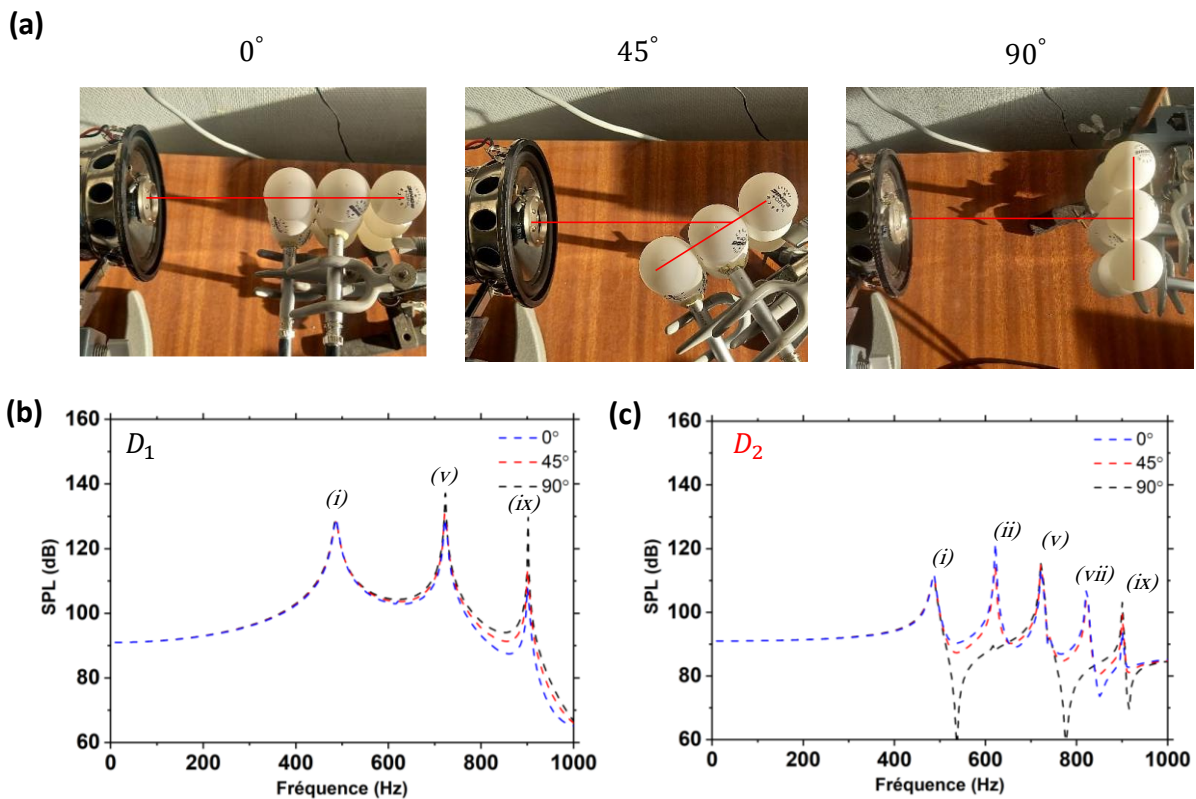 (a)
0° 45° 90°
(b)
160
140
120
100
80
60
SPL (dB)
D₁
0°
45°
90°
(i)
(v)
(ix)
0 200 400 600 800 1000
Fréquence (Hz)
(c)
160
140
120
100
80
60
SPL (dB)
D₂
0°
45°
90°
(i)
(ii)
(v)
(vii)
(ix)
0 200 400 600 800 1000
Fréquence (Hz)